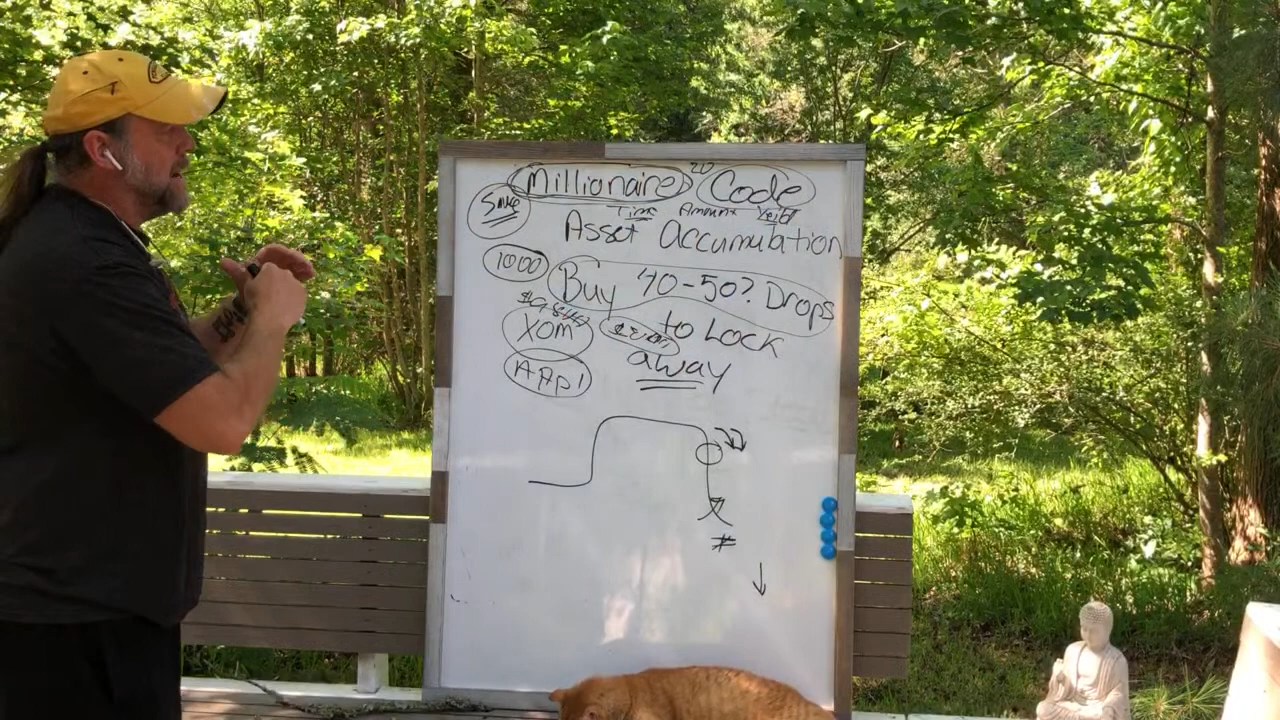 Millionaire 20 Code
Save
Time Amount Yield
Asset Accumulation
1000
Buy 40-50? Drops
XOM
to Lock
away
AAPl
#